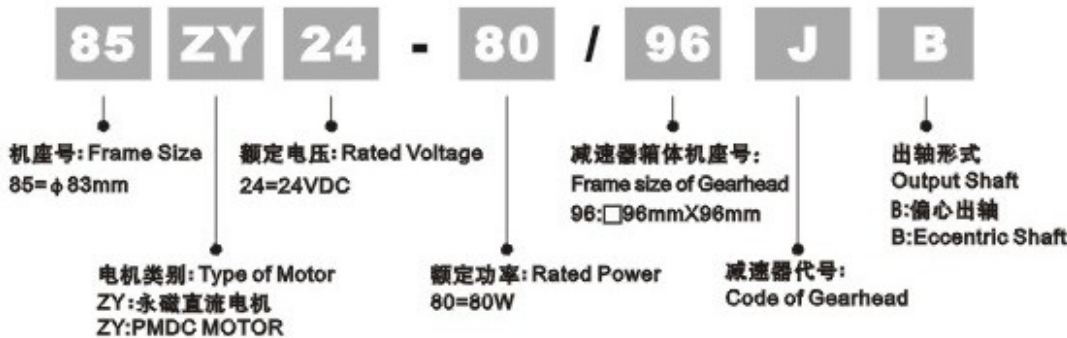 85 ZY 24 - 80 / 96 J B
机座号:Frame Size
85=ϕ83mm
额定电压:Rated Voltage
24=24VDC
减速器箱体机座号:
Frame size of Gearhead
96:□96mmX96mm
出轴形式
Output Shaft
B:偏心出轴
B:Eccentric Shaft
电机类别:Type of Motor
ZY:永磁直流电机
ZY:PMDC MOTOR
额定功率:Rated Power
80=80W
减速器代号:
Code of Gearhead